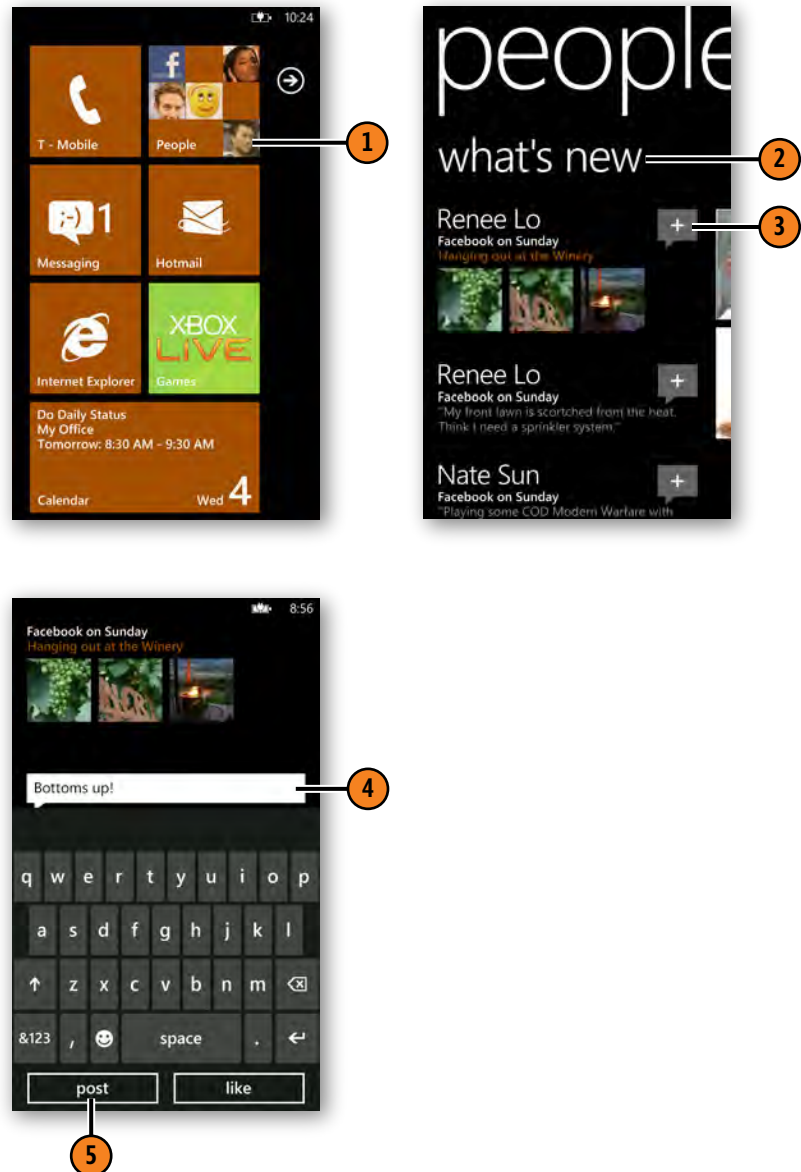 10:24
T - Mobile
People
1
;-) 1
Messaging
Hotmail
Internet Explorer
XBOX
LIVE
Games
Do Daily Status
My Office
Tomorrow: 8:30 AM – 9:30 AM
Calendar
Wed 4
people
what's new
2
Renee Lo
3
Facebook on Sunday
Hanging out at the Winery
Renee Lo
Facebook on Sunday
"My front lawn is scortched from the heat.
Think I need a sprinkler system."
Nate Sun
Facebook on Sunday
"Playing some COD Modern Warfare with
8:56
Facebook on Sunday
Hanging out at the Winery
Bottoms up!
4
q w e r t y u i o p
a s d f g h j k l
z x c v b n m
&123 , space .
post like
5